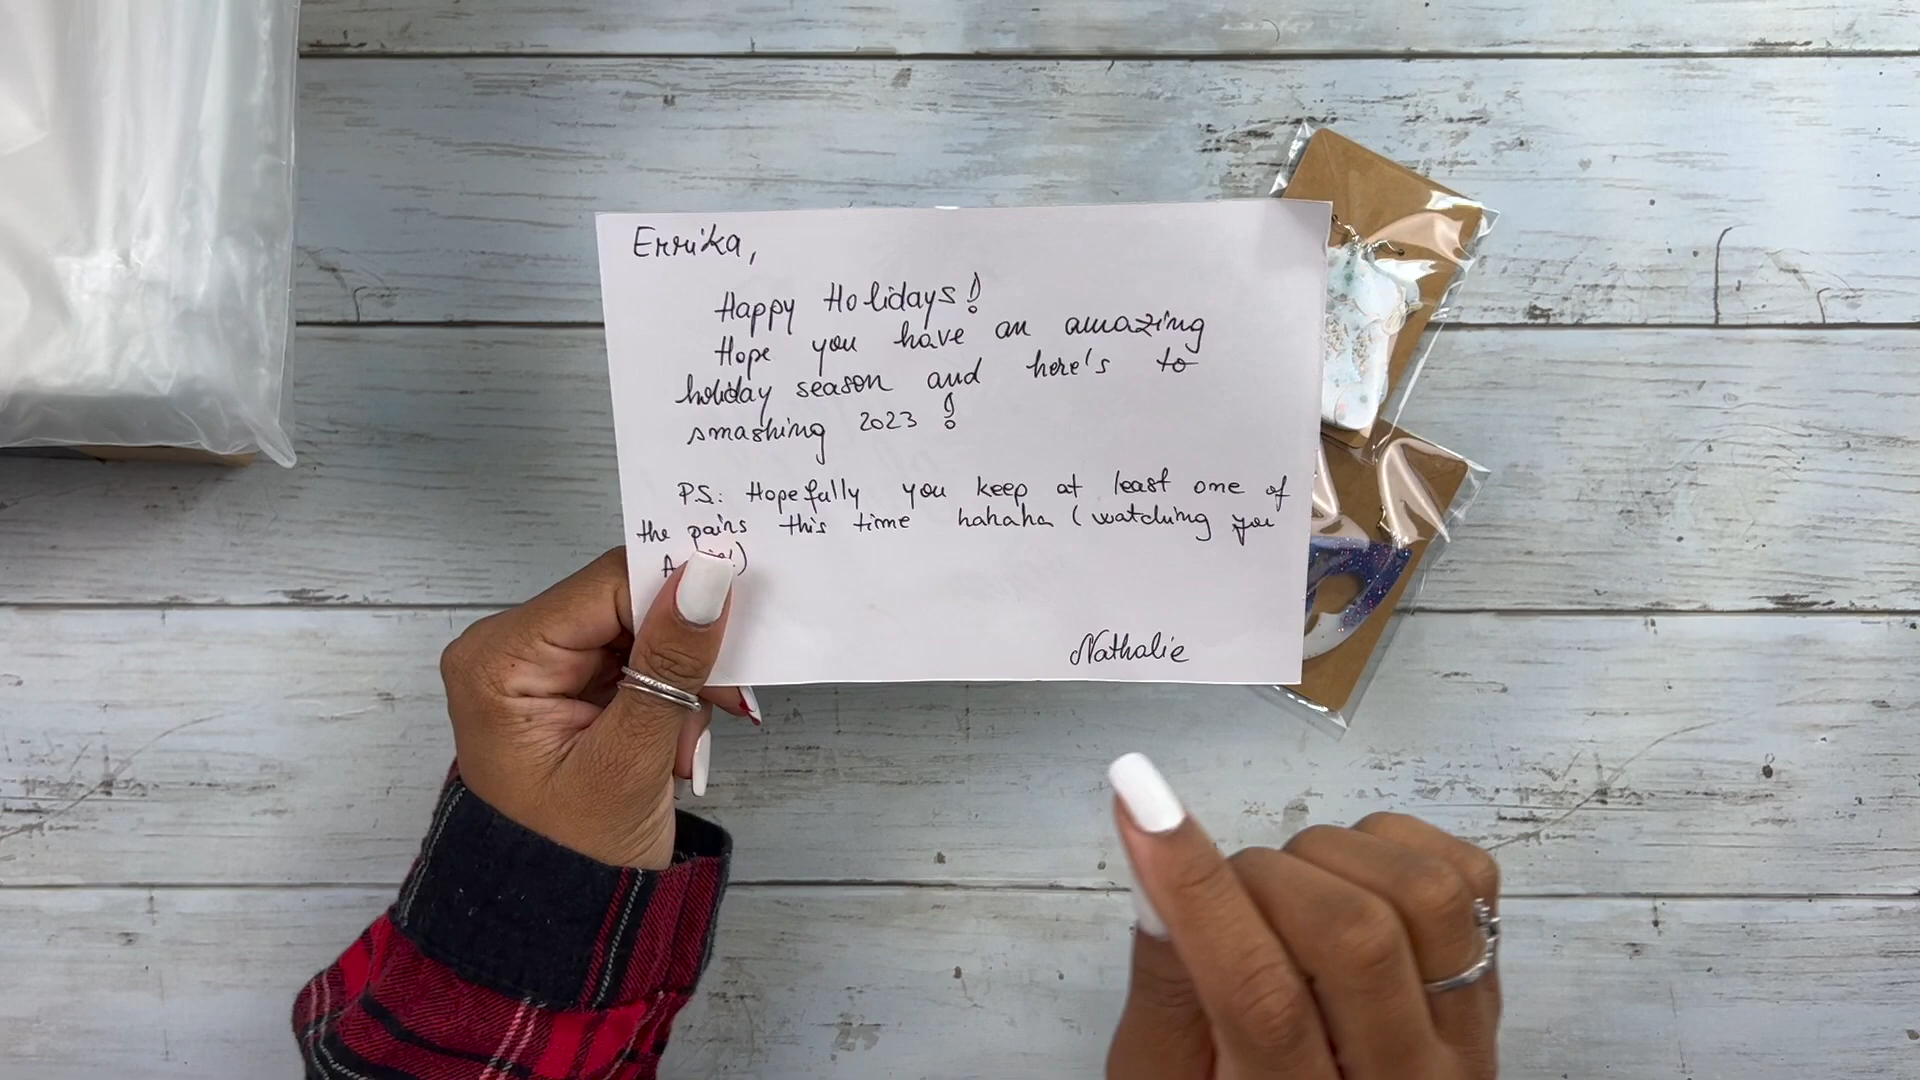 Errika,
Happy Holidays!
Hope you have an amazing
holiday season and here's to
smashing 2023!
PS: Hopefully you keep at least one of
the pairs this time hahaha (watching you
Nathalie